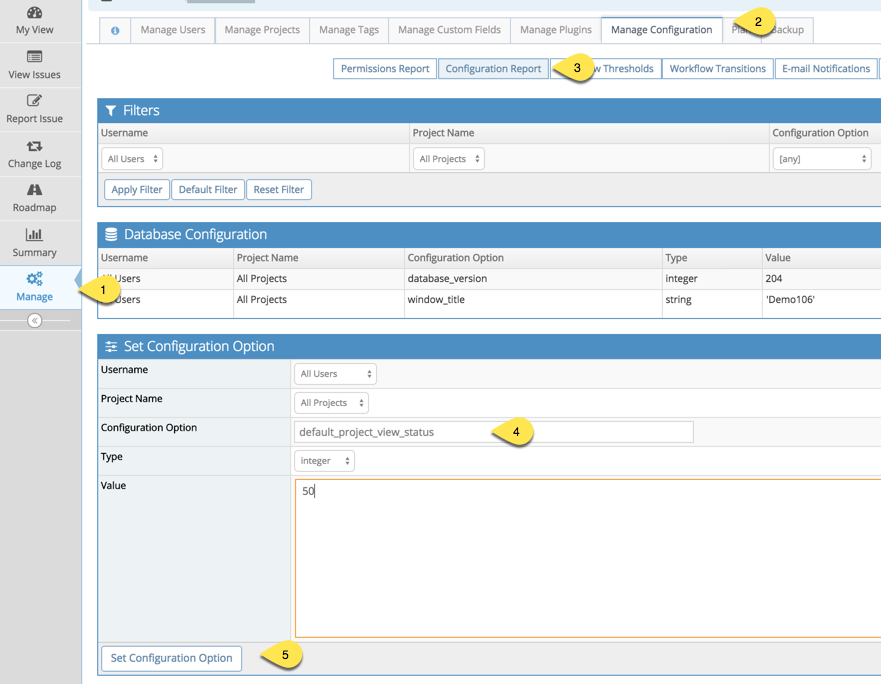 My View
View Issues
Report Issue
Change Log
Roadmap
Summary
Manage
1
Manage Users
Manage Projects
Manage Tags
Manage Custom Fields
Manage Plugins
Manage Configuration
2
Backup
Permissions Report
Configuration Report
3
Thresholds
Workflow Transitions
E-mail Notifications
Filters
Username Project Name Configuration Option
All Users All Projects [any]
Apply Filter Default Filter Reset Filter
Database Configuration
Username Project Name Configuration Option Type Value
Users All Projects database_version integer 204
Users All Projects window_title string 'Demo106'
Set Configuration Option
Username All Users
Project Name All Projects
Configuration Option default_project_view_status 4
Type integer
Value 50
Set Configuration Option 5